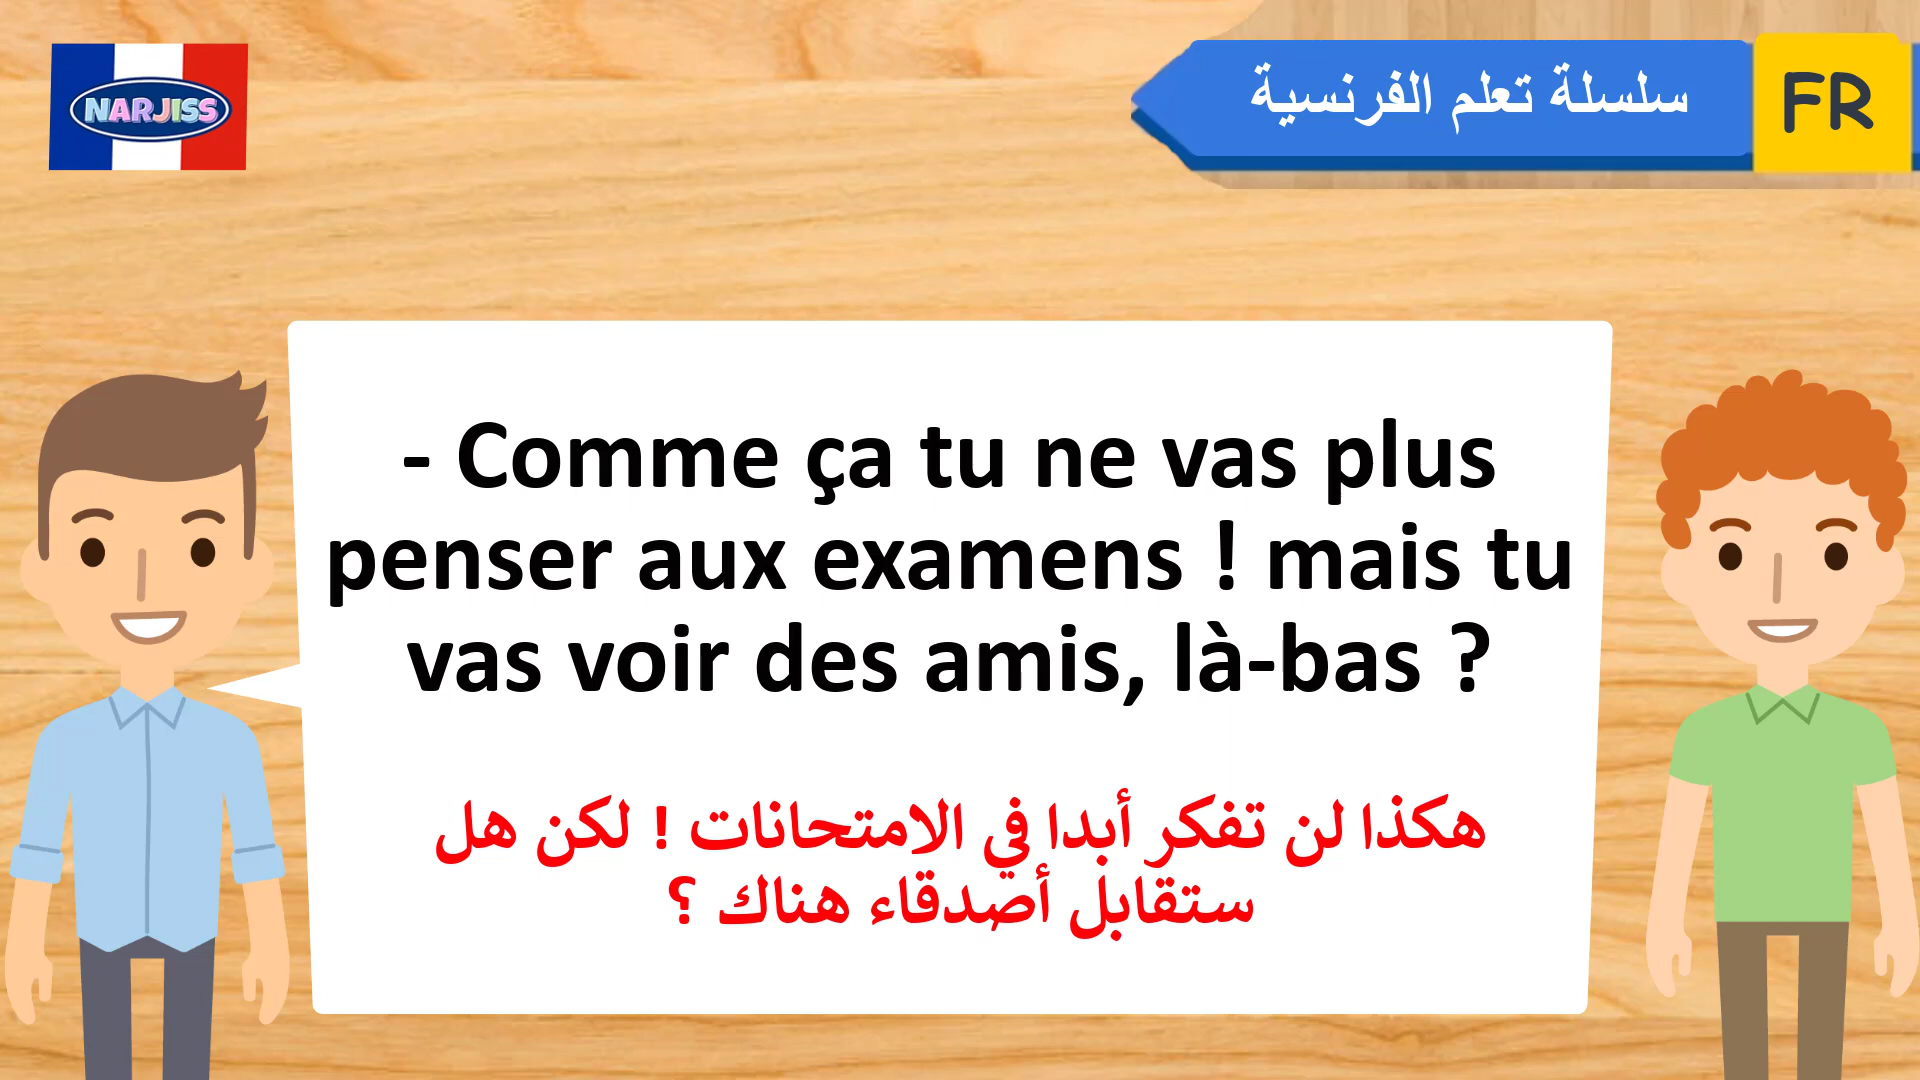 NARJISS
سلسلة تعلم الفرنسية
FR
- Comme ça tu ne vas plus
penser aux examens ! mais tu
vas voir des amis, là-bas ?
هكذا لن تفكر أبدا في الامتحانات ! لكن هل
ستقابل أصدقاء هناك ؟